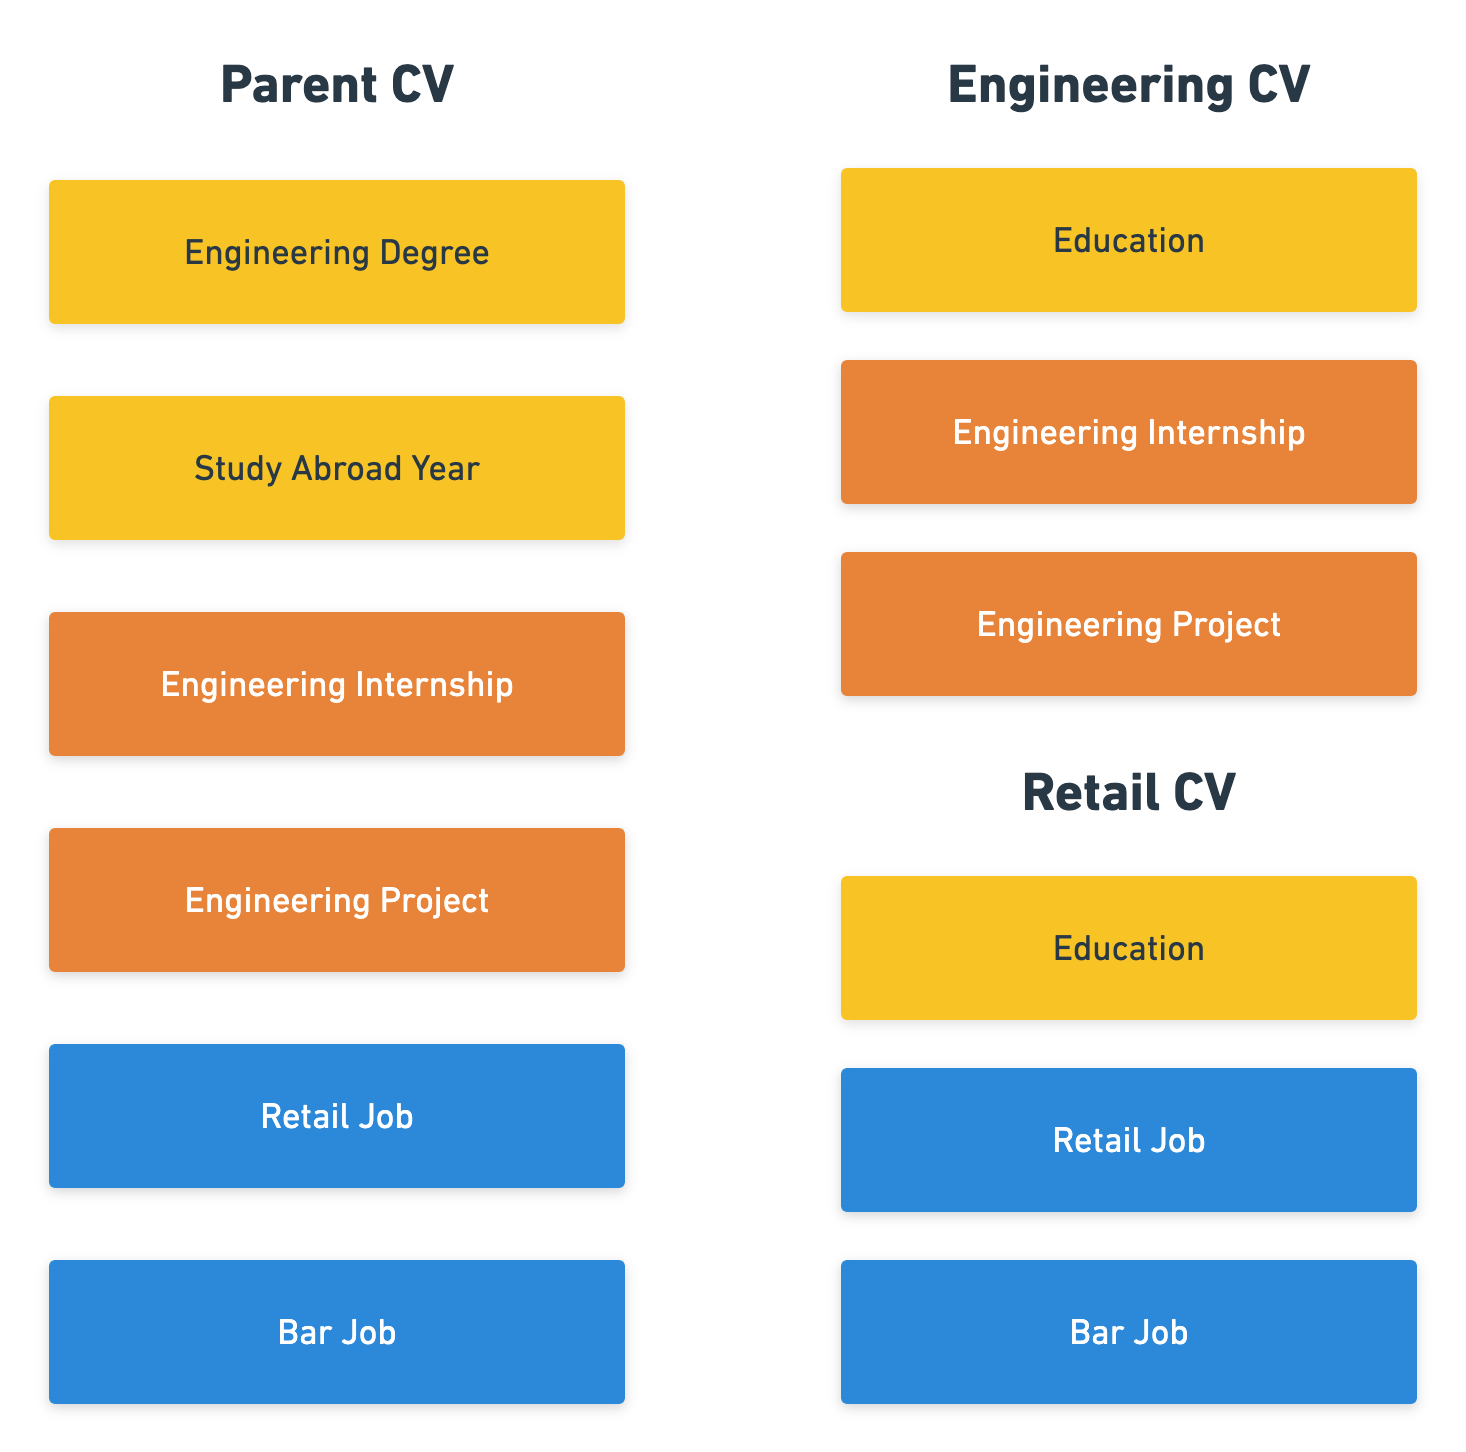 Parent CV
Engineering Degree
Study Abroad Year
Engineering Internship
Engineering Project
Retail Job
Bar Job
Engineering CV
Education
Engineering Internship
Engineering Project
Retail CV
Education
Retail Job
Bar Job